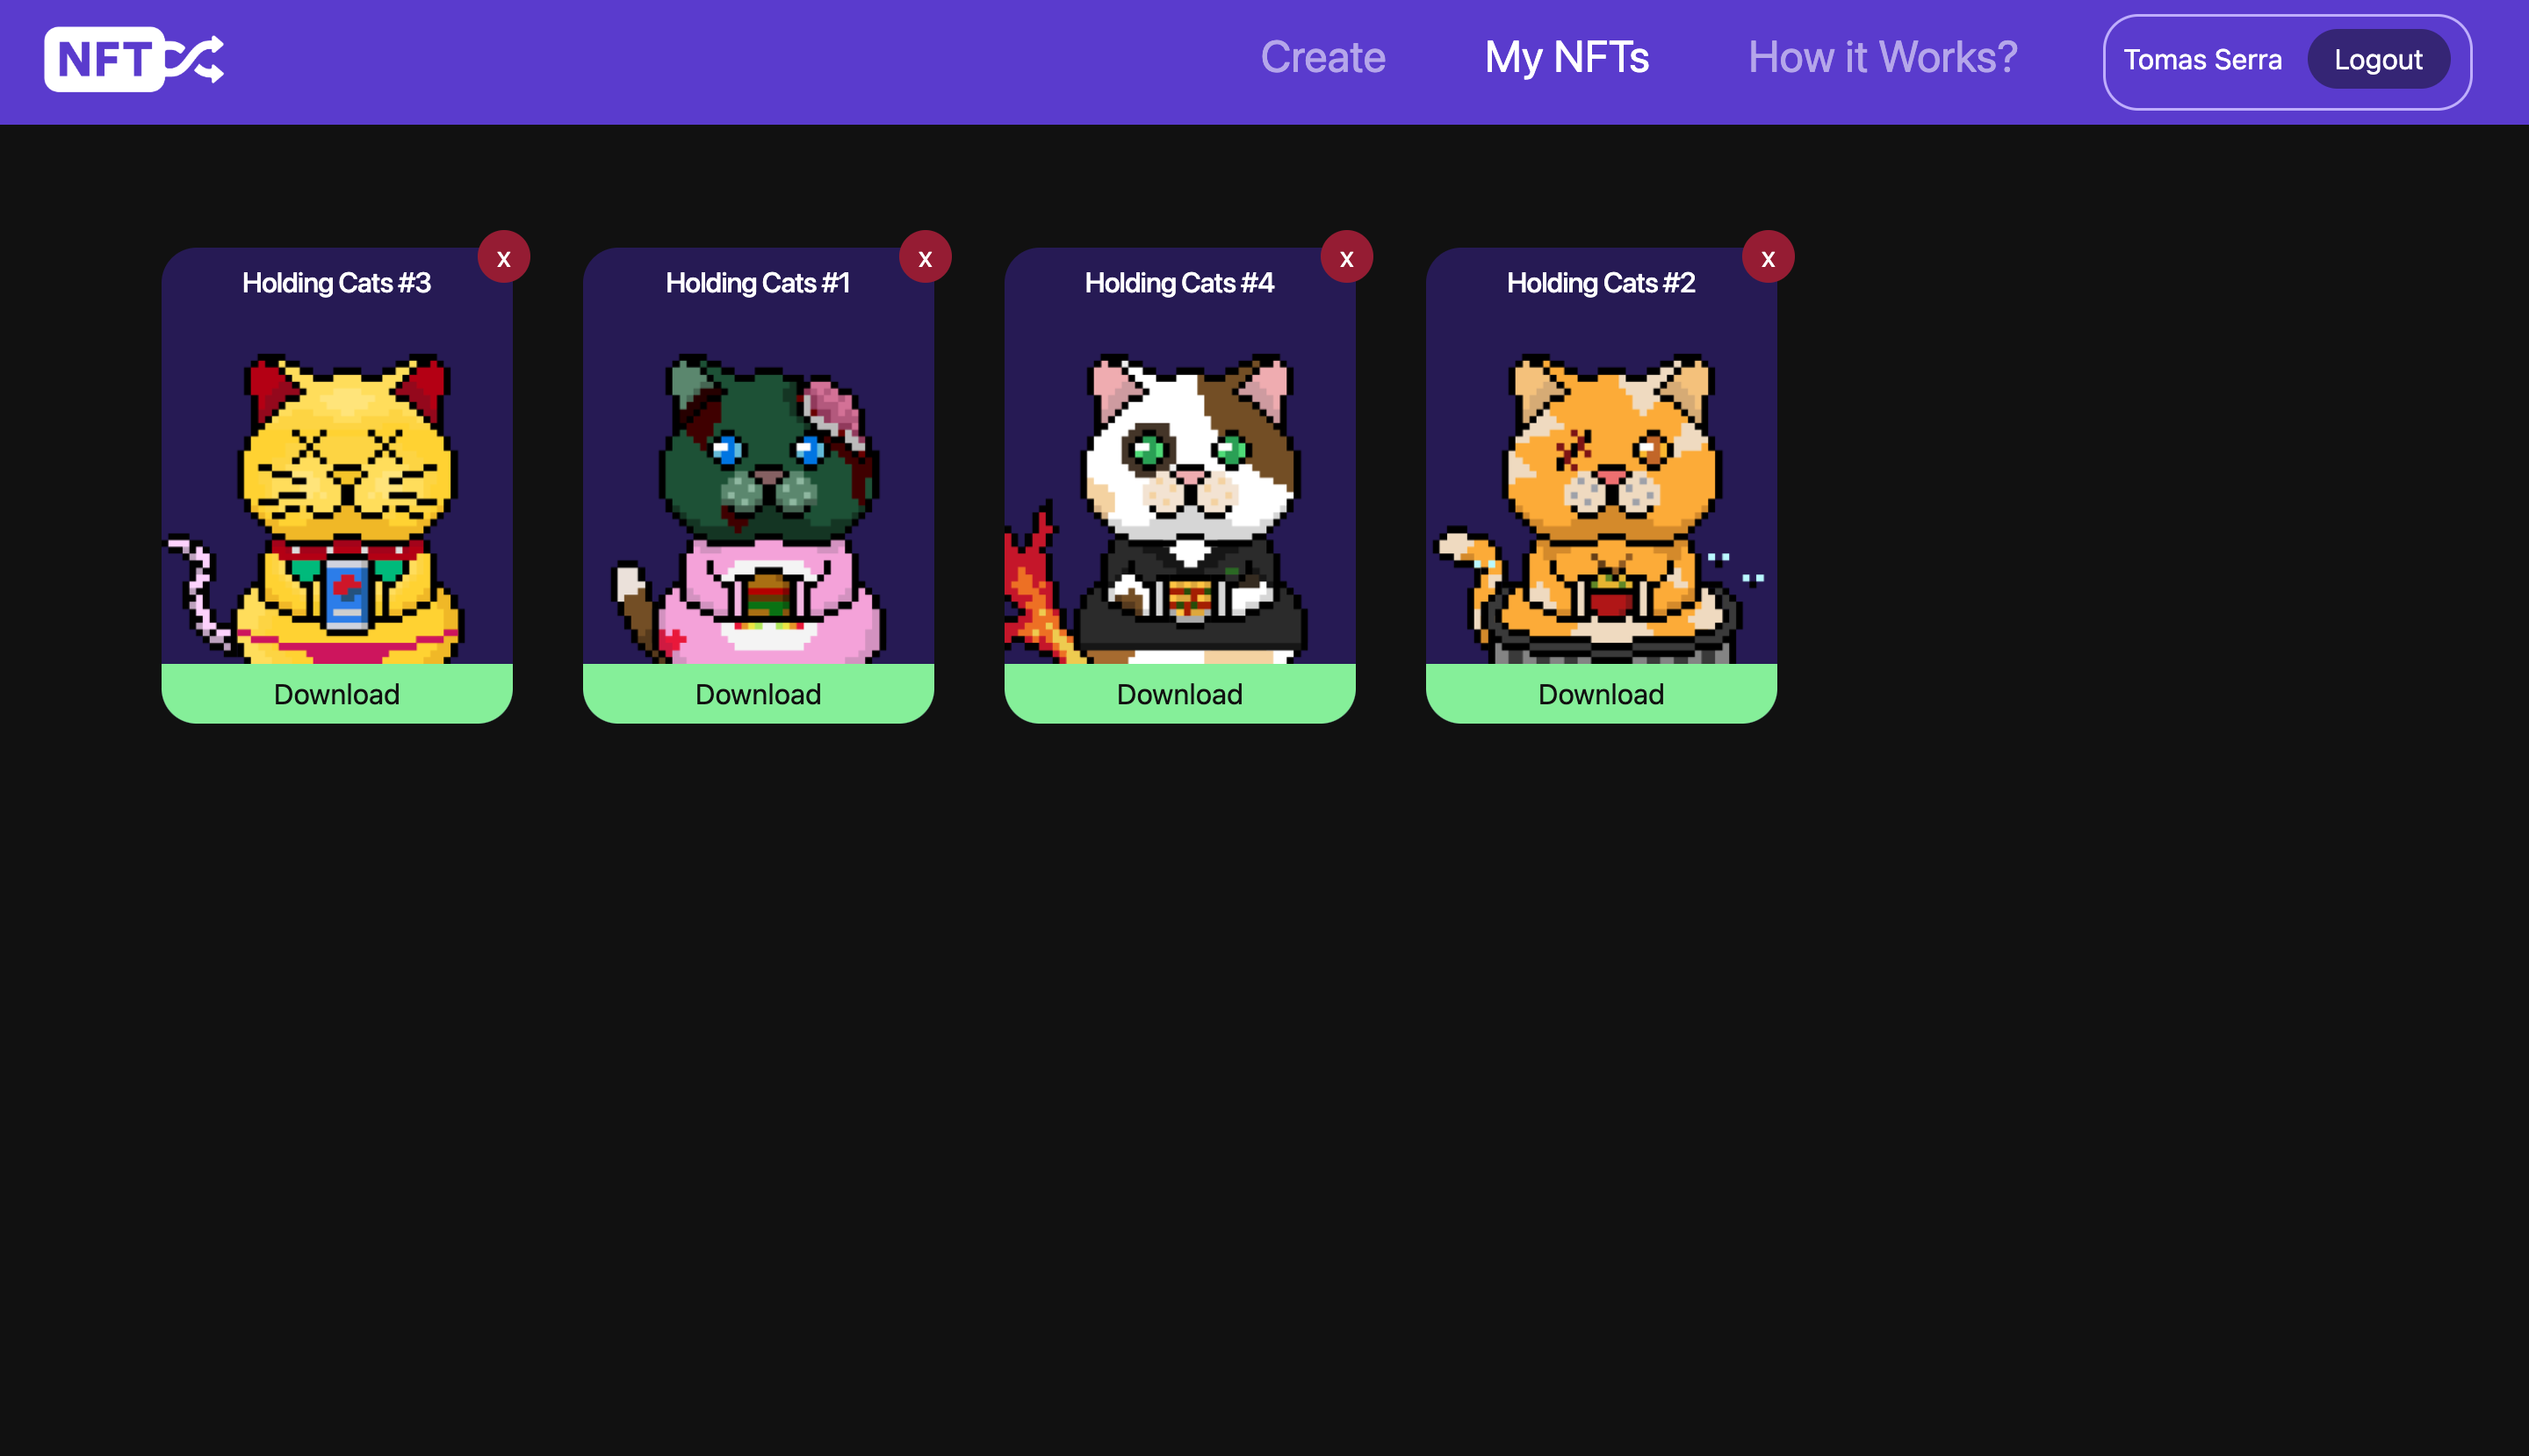 NFT
Create
My NFTs
How it Works?
Tomas Serra
Logout
Holding Cats #3
x
Holding Cats #1
x
Holding Cats #4
x
Holding Cats #2
x
Download
Download
Download
Download